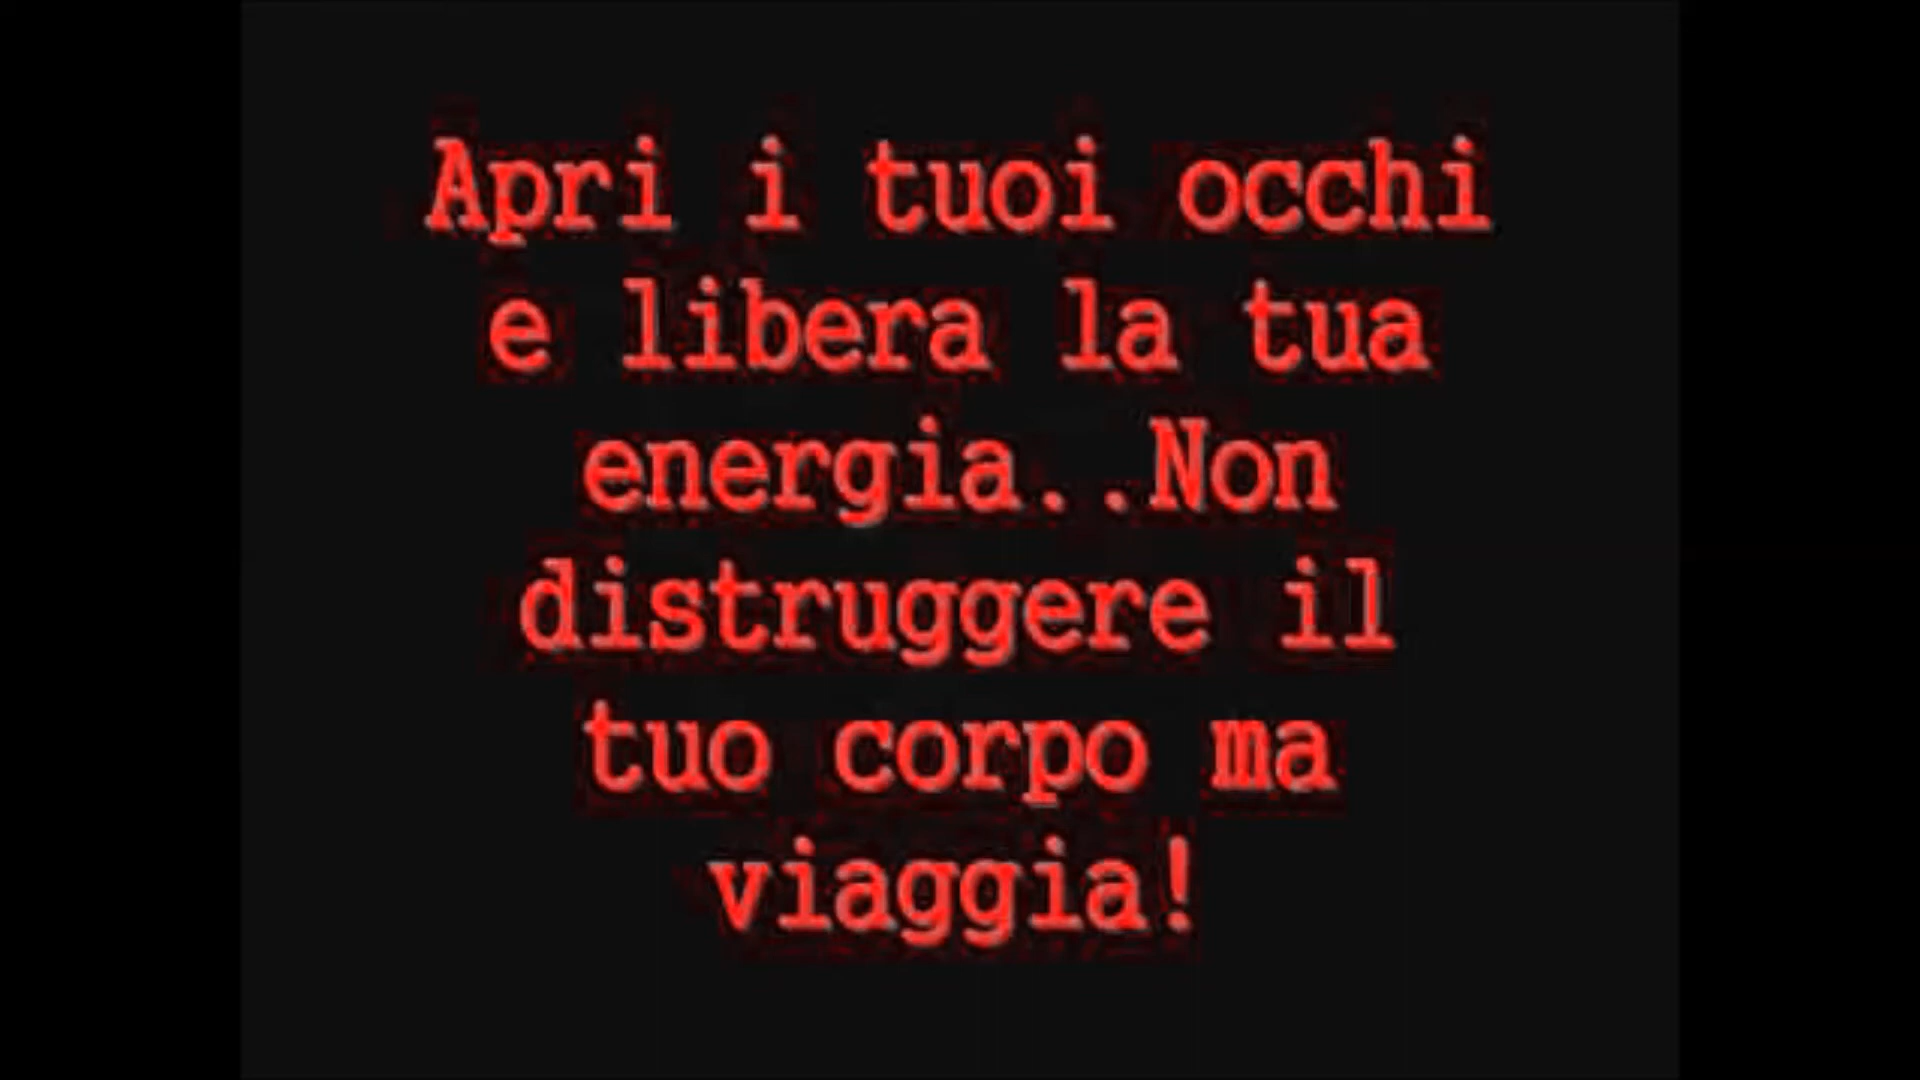 Apri i tuoi occhi
e libera la tua
energia..Non
distruggere il
tuo corpo ma
viaggia!